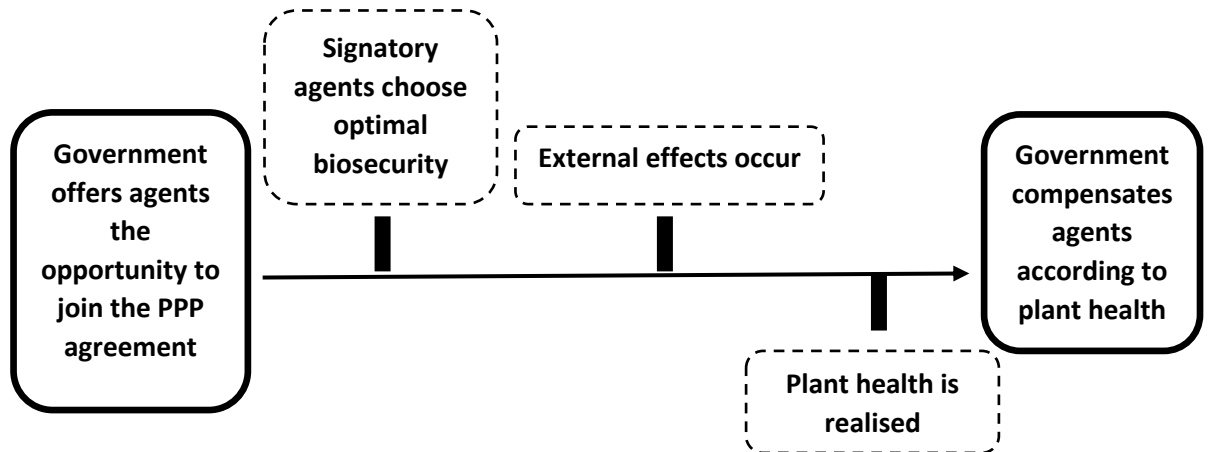 Government
offers agents
the
opportunity to
join the PPP
agreement
Signatory
agents choose
optimal
biosecurity
External effects occur
Plant health is
realised
Government
compensates
agents
according to
plant health